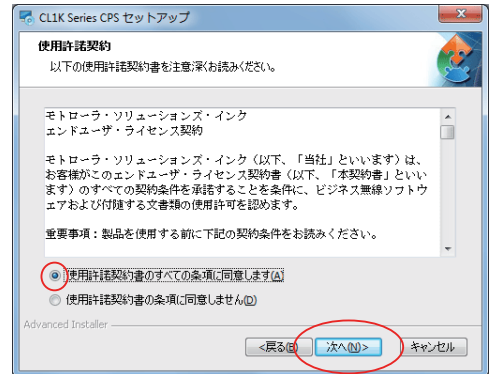 CL1K Series CPS セットアップ
使用許諾契約
以下の使用許諾契約書を注意深くお読みください。
モトローラ・ソリューションズ・インク
エンドユーザ・ライセンス契約
モトローラ・ソリューションズ・インク（以下、「当社」といいます）は、
お客様がこのエンドユーザ・ライセンス契約書（以下、「本契約書」といい
ます）のすべての契約条件を承諾することを条件に、ビジネス無線ソフトウ
ェアおよび付随する文書類の使用許可を認めます。
重要事項：製品を使用する前に下記の契約条件をお読みください。
使用許諾契約書のすべての条項に同意します(A)
使用許諾契約書の条項に同意しません(D)
Advanced Installer
<戻る(B) 次へ(N)> キャンセル